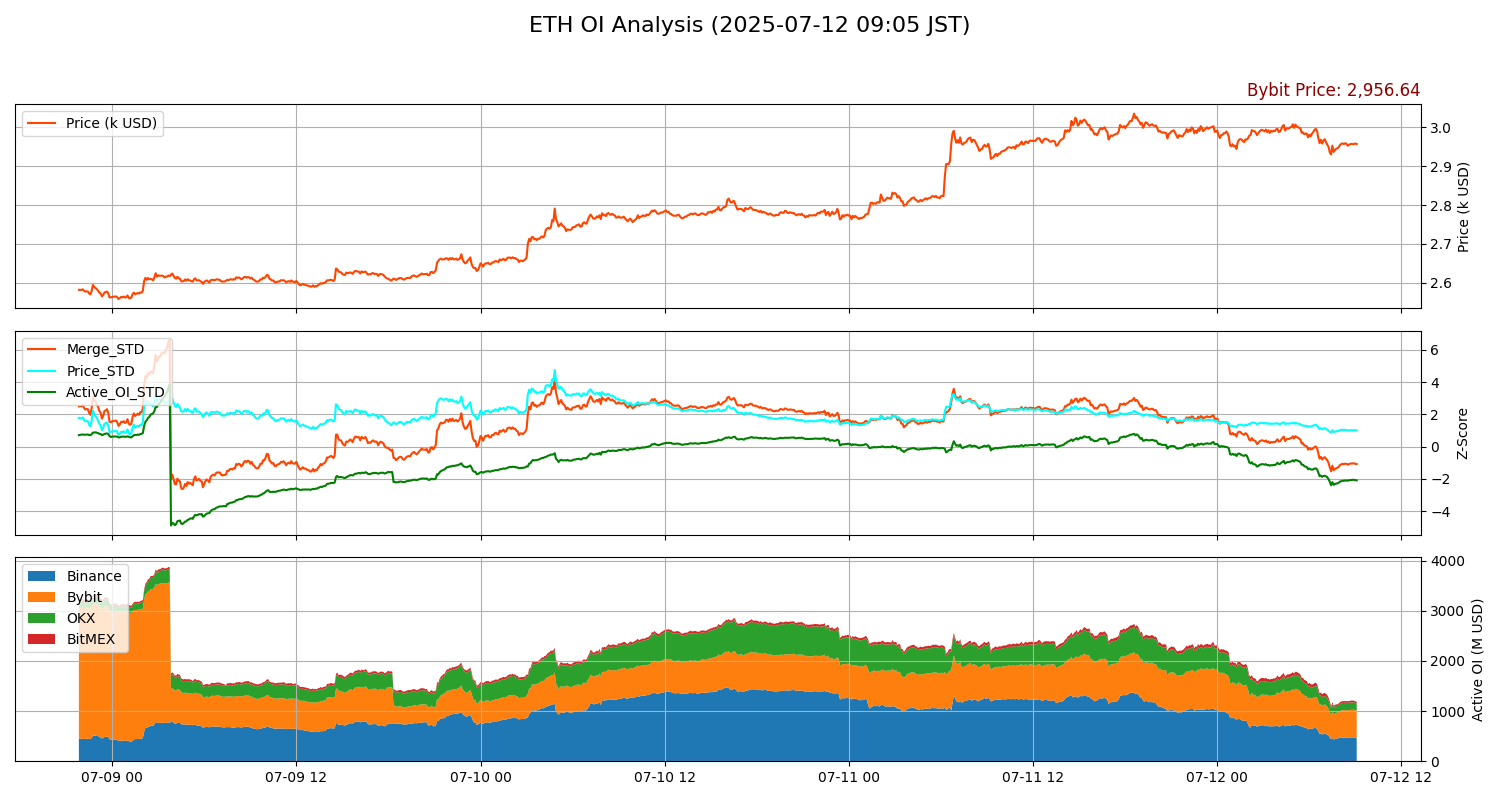 ETH OI Analysis (2025-07-12 09:05 JST)
Bybit Price: 2,956.64
Price (k USD)
3.0
2.9
2.8
2.7
2.6
Price (k USD)
Merge_STD
Price_STD
Active_OI_STD
6
4
2
0
−2
−4
Z-Score
Binance
Bybit
OKX
BitMEX
4000
3000
2000
1000
0
Active OI (M USD)
07-09 00 07-09 12 07-10 00 07-10 12 07-11 00 07-11 12 07-12 00 07-12 12